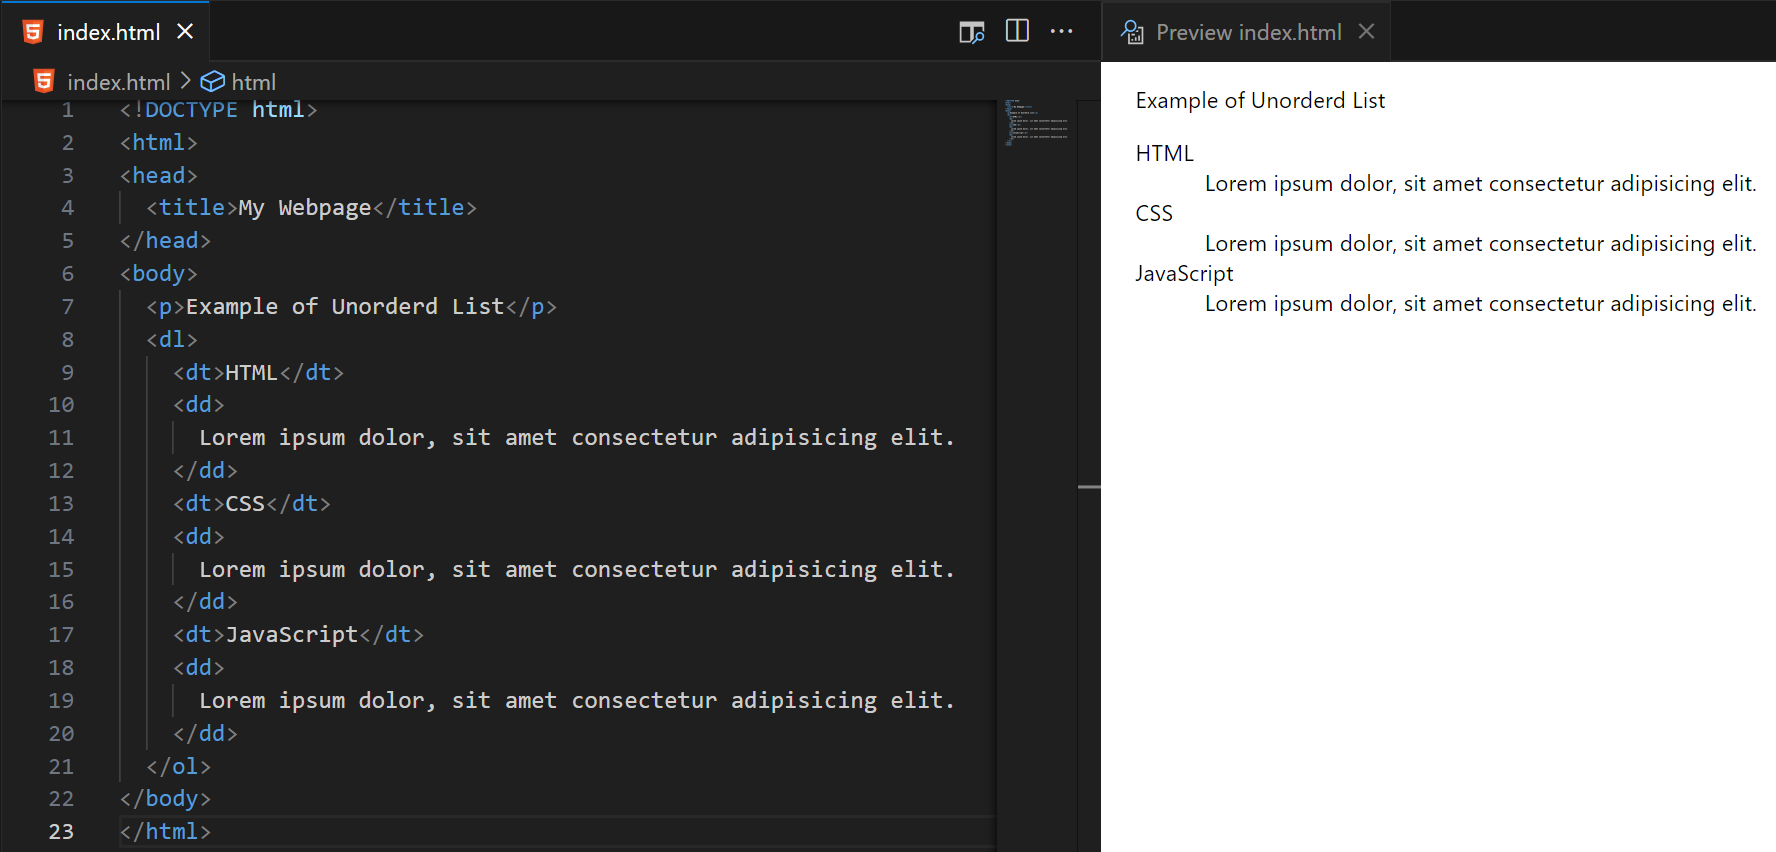 index.html
index.html > html
1 <!DOCTYPE html>
2 <html>
3 <head>
4 <title>My Webpage</title>
5 </head>
6 <body>
7 <p>Example of Unorderd List</p>
8 <dl>
9 <dt>HTML</dt>
10 <dd>
11 Lorem ipsum dolor, sit amet consectetur adipisicing elit.
12 </dd>
13 <dt>CSS</dt>
14 <dd>
15 Lorem ipsum dolor, sit amet consectetur adipisicing elit.
16 </dd>
17 <dt>JavaScript</dt>
18 <dd>
19 Lorem ipsum dolor, sit amet consectetur adipisicing elit.
20 </dd>
21 </ol>
22 </body>
23 </html>
Preview index.html
Example of Unorderd List
HTML
Lorem ipsum dolor, sit amet consectetur adipisicing elit.
CSS
Lorem ipsum dolor, sit amet consectetur adipisicing elit.
JavaScript
Lorem ipsum dolor, sit amet consectetur adipisicing elit.